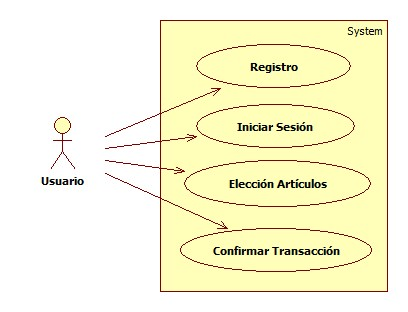 System
Registro
Iniciar Sesión
Usuario
Elección Artículos
Confirmar Transacción